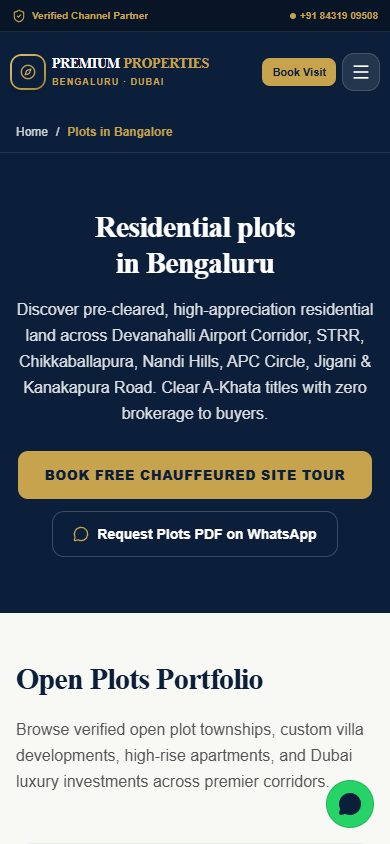 Verified Channel Partner
+91 84319 09508
PREMIUM PROPERTIES
BENGALURU · DUBAI
Book Visit
Home / Plots in Bangalore
Residential plots
in Bengaluru
Discover pre-cleared, high-appreciation residential
land across Devanahalli Airport Corridor, STRR,
Chikkaballapura, Nandi Hills, APC Circle, Jigani &
Kanakapura Road. Clear A-Khata titles with zero
brokerage to buyers.
BOOK FREE CHAUFFEURED SITE TOUR
Request Plots PDF on WhatsApp
Open Plots Portfolio
Browse verified open plot townships, custom villa
developments, high-rise apartments, and Dubai
luxury investments across premier corridors.